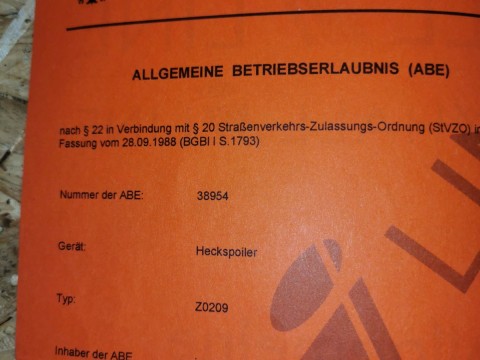 ALLGEMEINE BETRIEBSERLAUBNIS (ABE)
nach § 22 in Verbindung mit § 20 Straßenverkehrs-Zulassungs-Ordnung (StVZO) in
Fassung vom 28.09.1988 (BGBl I S.1793)
Nummer der ABE: 38954
Gerät: Heckspoiler
Typ: Z0209
Inhaber der ABE